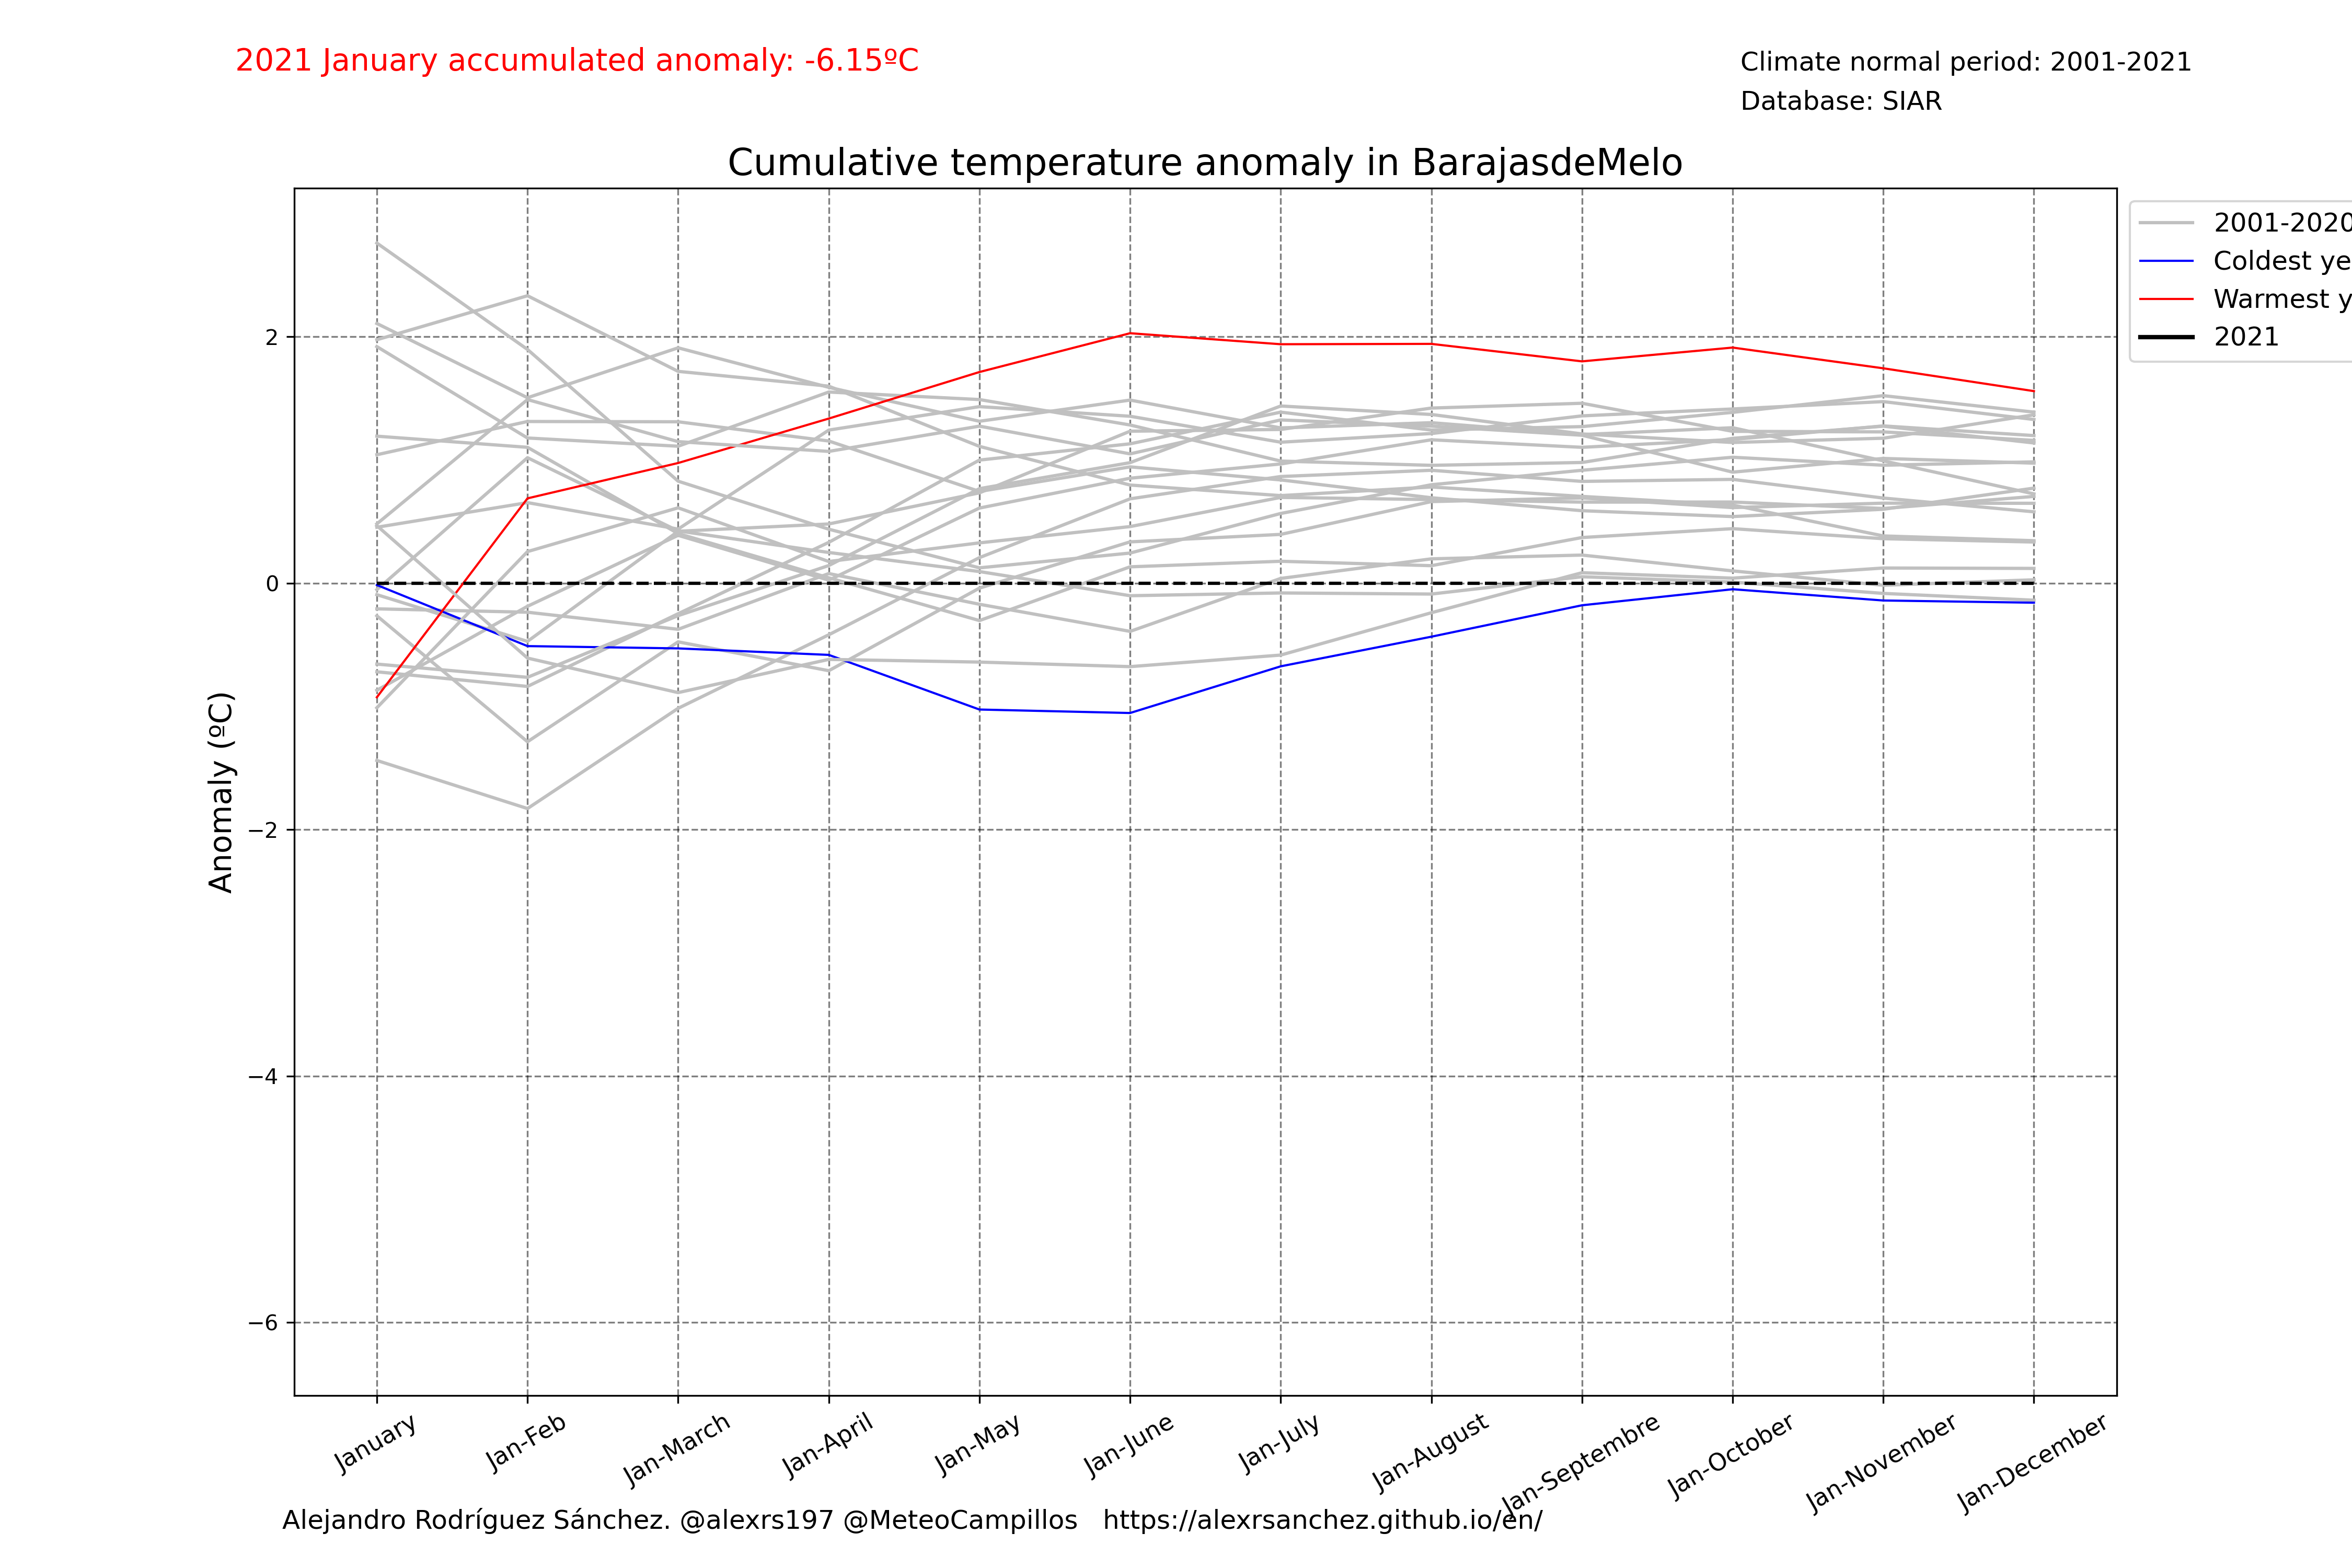 2021 January accumulated anomaly: -6.15ºC
Climate normal period: 2001-2021
Database: SIAR
Cumulative temperature anomaly in BarajasdeMelo
2001-2020
Coldest ye
Warmest y
2021
Anomaly (ºC)
2
0
−2
−4
−6
January
Jan-Feb
Jan-March
Jan-April
Jan-May
Jan-June
Jan-July
Jan-August
Jan-Septembre
Jan-October
Jan-November
Jan-December
Alejandro Rodríguez Sánchez. @alexrs197 @MeteoCampillos https://alexrsanchez.github.io/en/